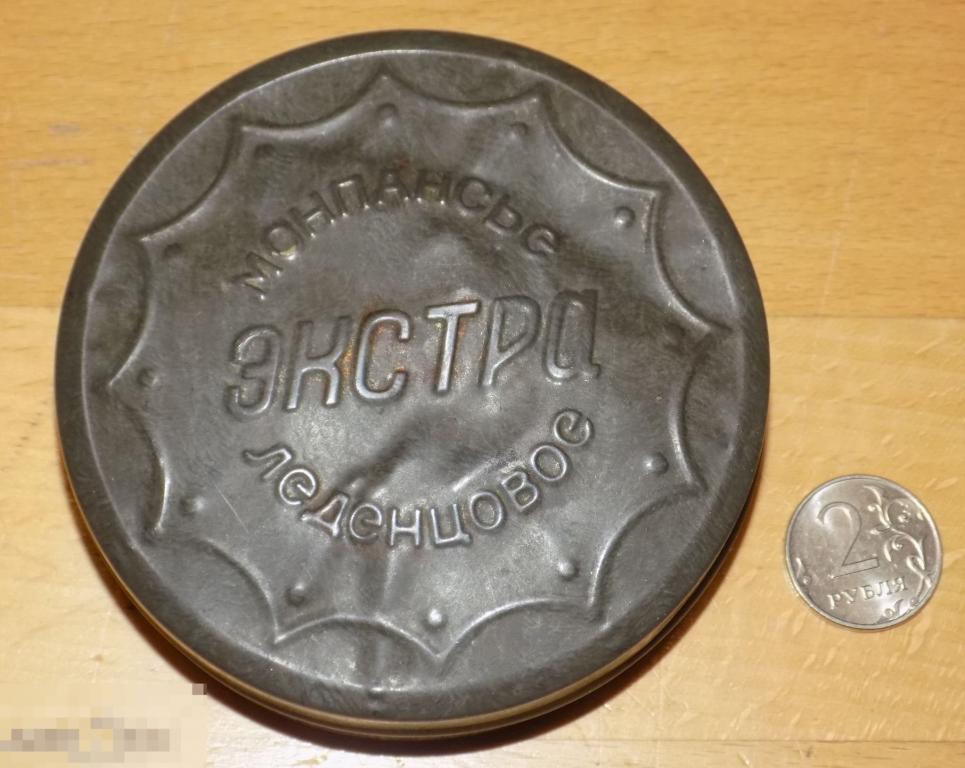 монпансье
ЭКСТРА
леденцовое
2
РУБЛЯ